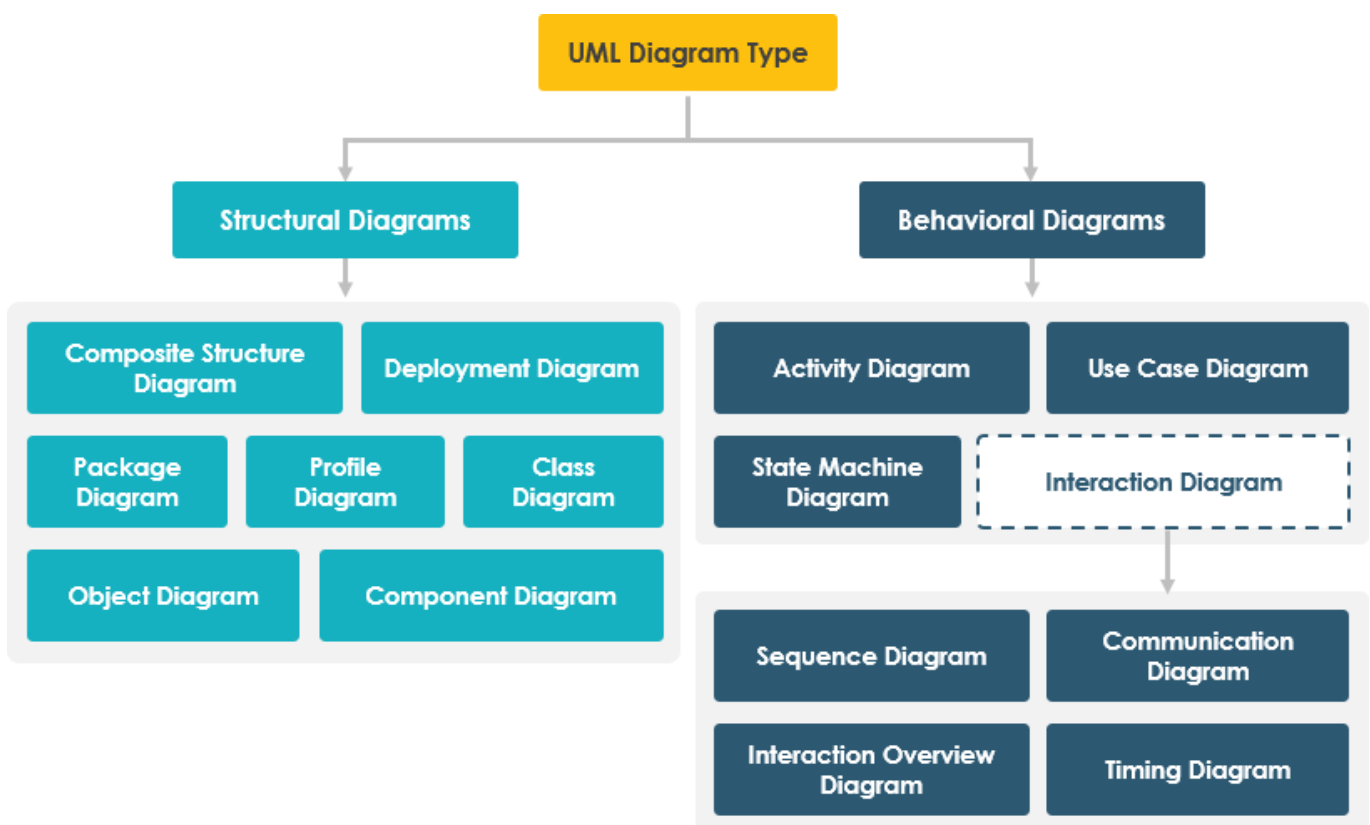 UML Diagram Type
Structural Diagrams
Behavioral Diagrams
Composite Structure
Diagram
Deployment Diagram
Package
Diagram
Profile
Diagram
Class
Diagram
Object Diagram
Component Diagram
Activity Diagram
Use Case Diagram
State Machine
Diagram
Interaction Diagram
Sequence Diagram
Communication
Diagram
Interaction Overview
Diagram
Timing Diagram